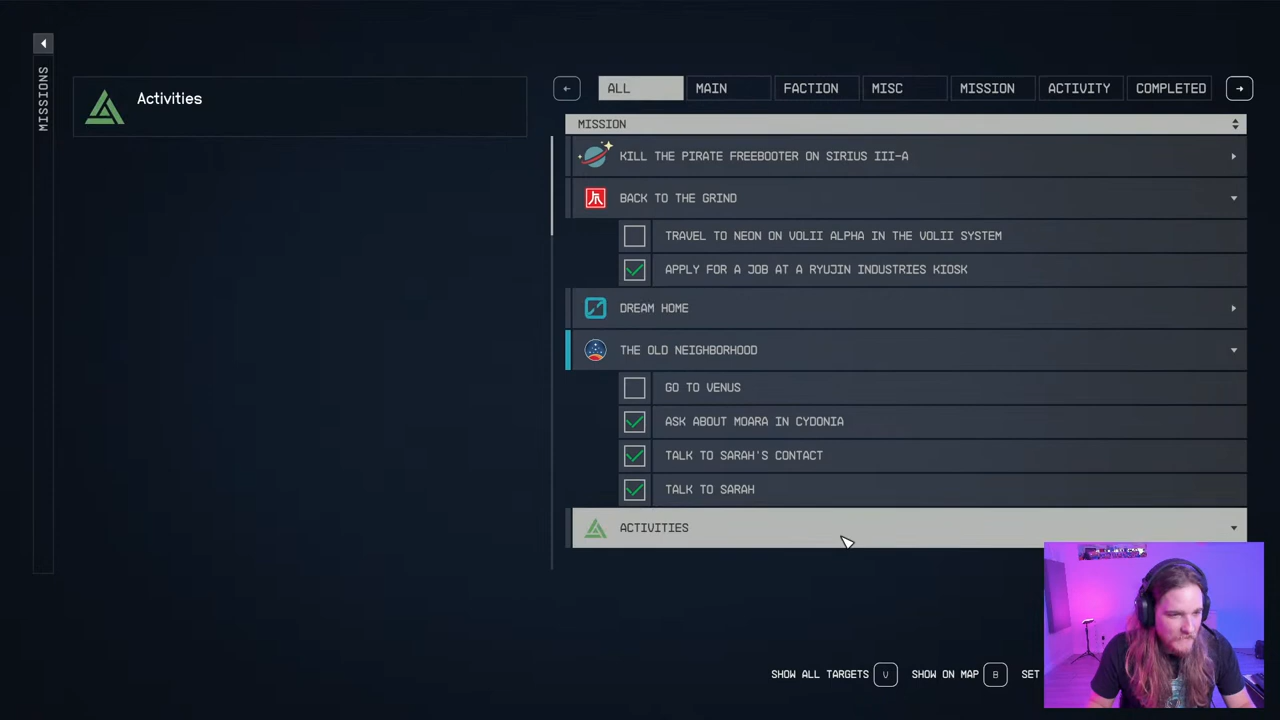 MISSIONS
Activities
ALL
MAIN
FACTION
MISC
MISSION
ACTIVITY
COMPLETED
MISSION
KILL THE PIRATE FREEBOOTER ON SIRIUS III-A
BACK TO THE GRIND
TRAVEL TO NEON ON VOLII ALPHA IN THE VOLII SYSTEM
APPLY FOR A JOB AT A RYUJIN INDUSTRIES KIOSK
DREAM HOME
THE OLD NEIGHBORHOOD
GO TO VENUS
ASK ABOUT MOARA IN CYDONIA
TALK TO SARAH'S CONTACT
TALK TO SARAH
ACTIVITIES
SHOW ALL TARGETS V SHOW ON MAP B SET